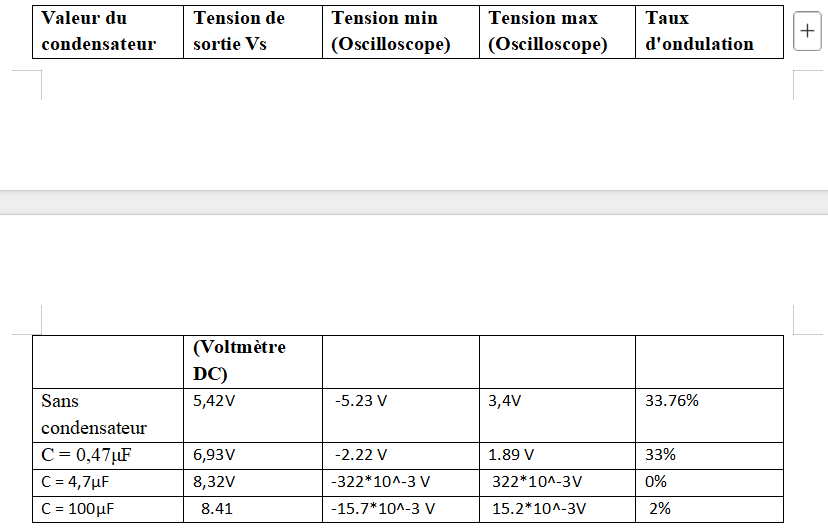 Valeur du condensateur Tension de sortie Vs Tension min (Oscilloscope) Tension max (Oscilloscope) Taux d'ondulation
(Voltmètre DC)
Sans condensateur 5,42V -5.23 V 3,4V 33.76%
C = 0,47µF 6,93V -2.22 V 1.89 V 33%
C = 4,7µF 8,32V -322*10^-3 V 322*10^-3V 0%
C = 100µF 8.41 -15.7*10^-3 V 15.2*10^-3V 2%